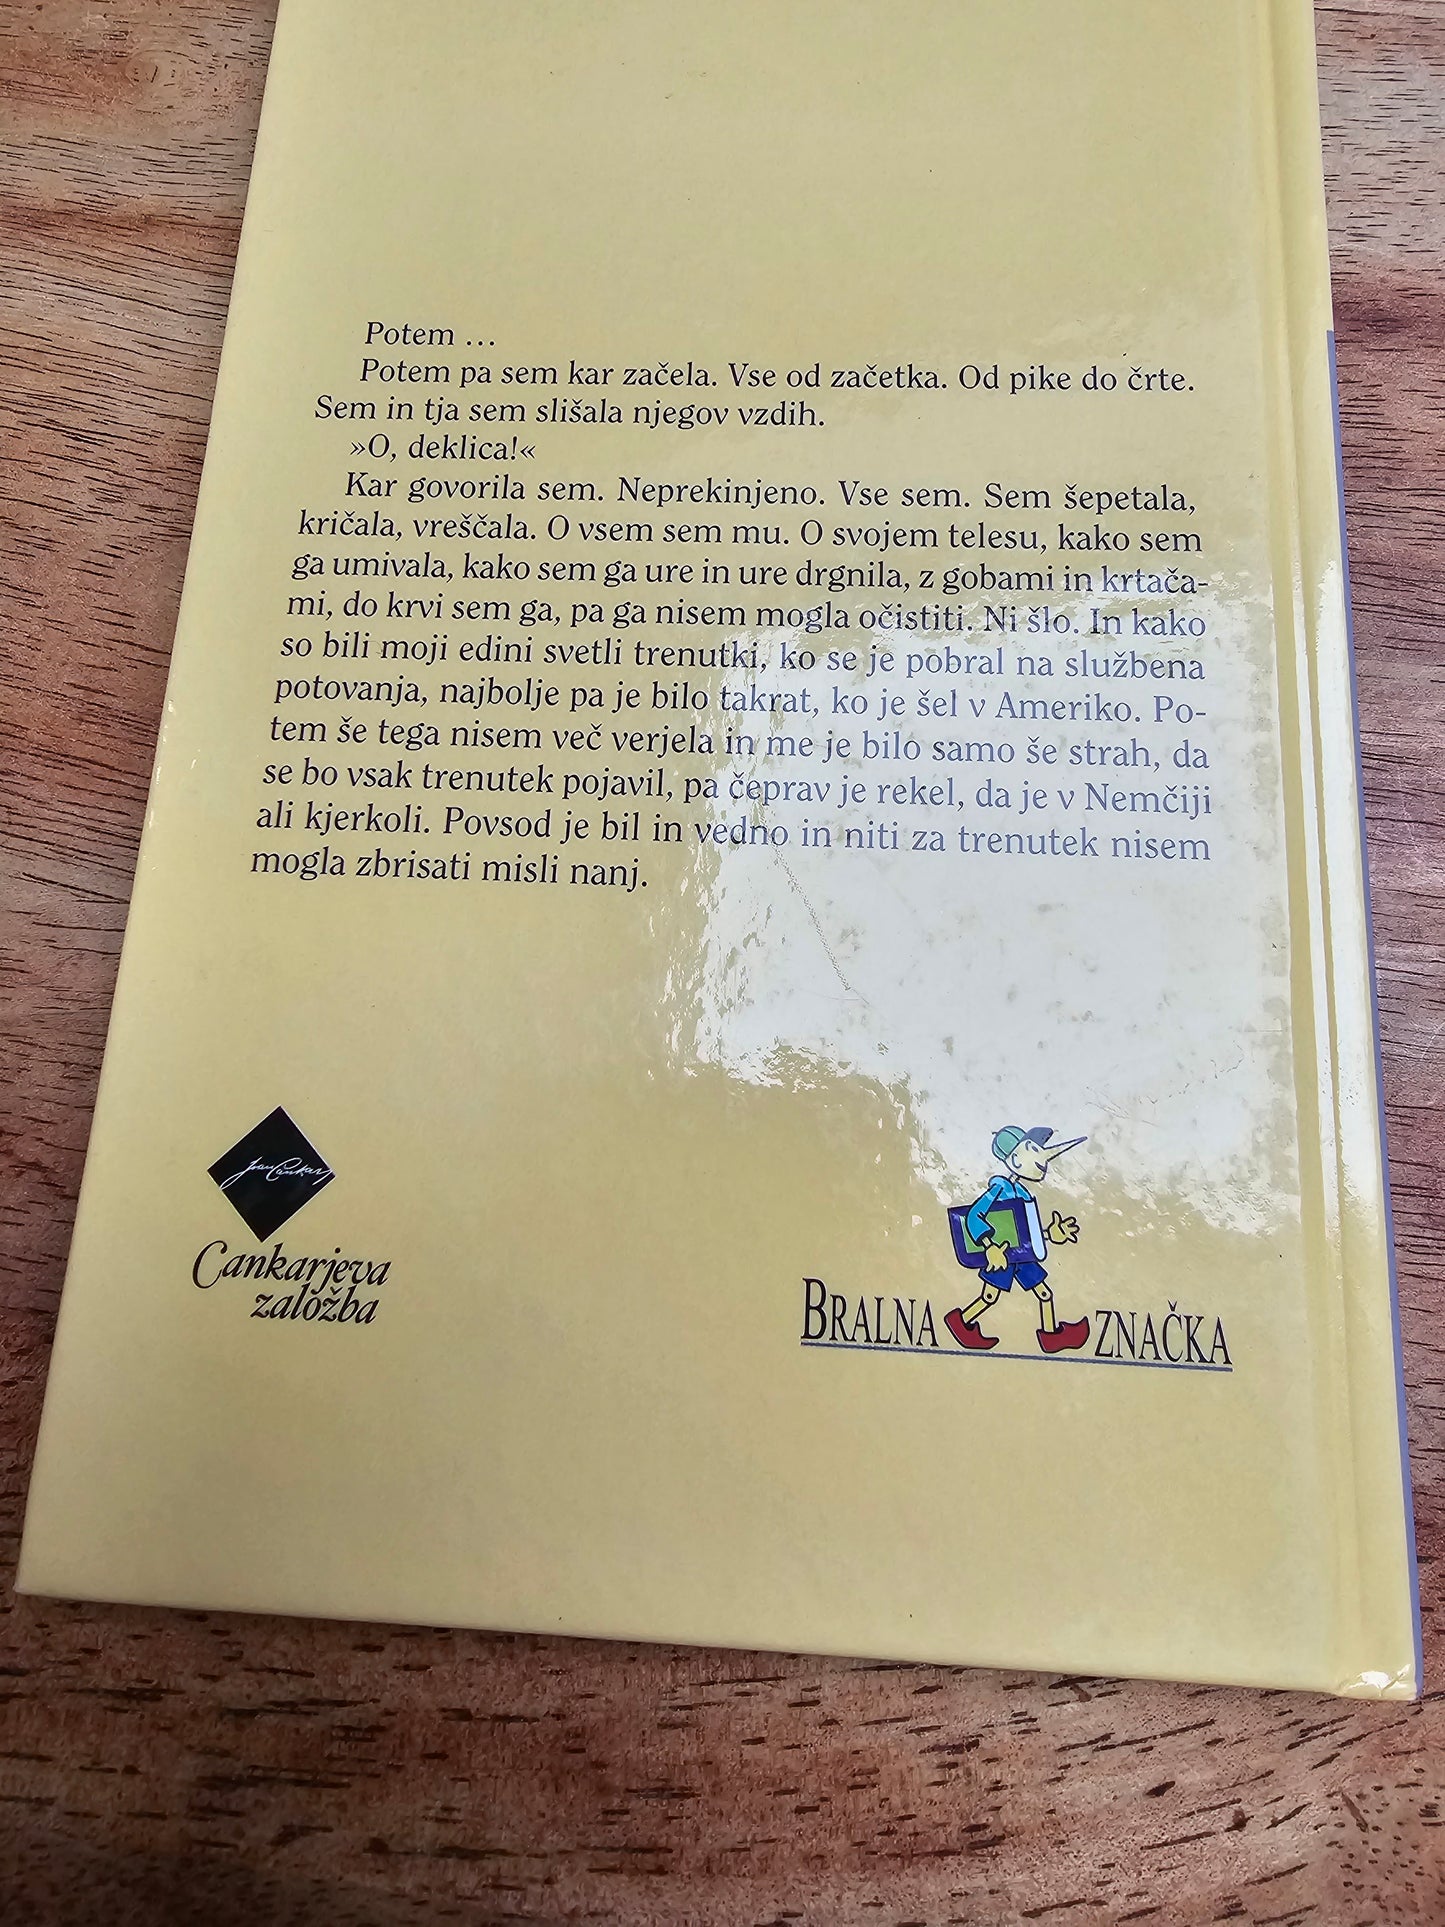 Potem ...
Potem pa sem kar začela. Vse od začetka. Od pike do črte.
Sem in tja sem slišala njegov vzdih.
»O, deklica!«
Kar govorila sem. Neprekinjeno. Vse sem. Sem šepetala,
kričala, vreščala. O vsem sem mu. O svojem telesu, kako sem
ga umivala, kako sem ga ure in ure drgnila, z gobami in krtača-
mi, do krvi sem ga, pa ga nisem mogla očistiti. Ni šlo. In kako
so bili moji edini svetli trenutki, ko se je pobral na službena
potovanja, najbolje pa je bilo takrat, ko je šel v Ameriko. Po-
tem še tega nisem več verjela in me je bilo samo še strah, da
se bo vsak trenutek pojavil, pa čeprav je rekel, da je v Nemčiji
ali kjerkoli. Povsod je bil in vedno in niti za trenutek nisem
mogla zbrisati misli nanj.
Ivan Cankar
Cankarjeva
založba
BRALNA ZNAČKA